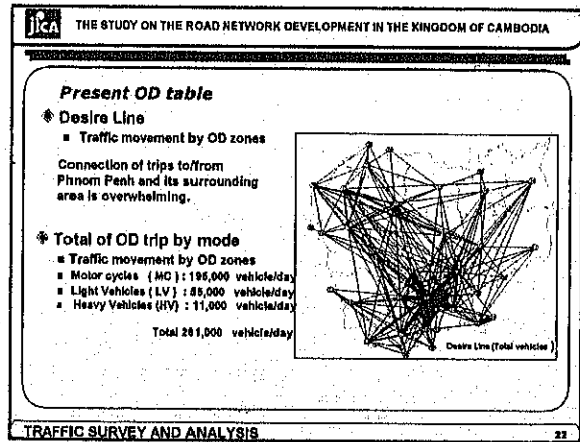 jica
THE STUDY ON THE ROAD NETWORK DEVELOPMENT IN THE KINGDOM OF CAMBODIA
Present OD table
Desire Line
Traffic movement by OD zones
Connection of trips to/from
Phnom Penh and its surrounding
area is overwhelming.
Total of OD trip by mode
Traffic movement by OD zones
Motor cycles (MC) : 195,000 vehicle/day
Light Vehicles (LV) : 55,000 vehicle/day
Heavy Vehicles (HV) : 11,000 vehicle/day
Total 261,000 vehicle/day
Desire Line (Total vehicles)
TRAFFIC SURVEY AND ANALYSIS